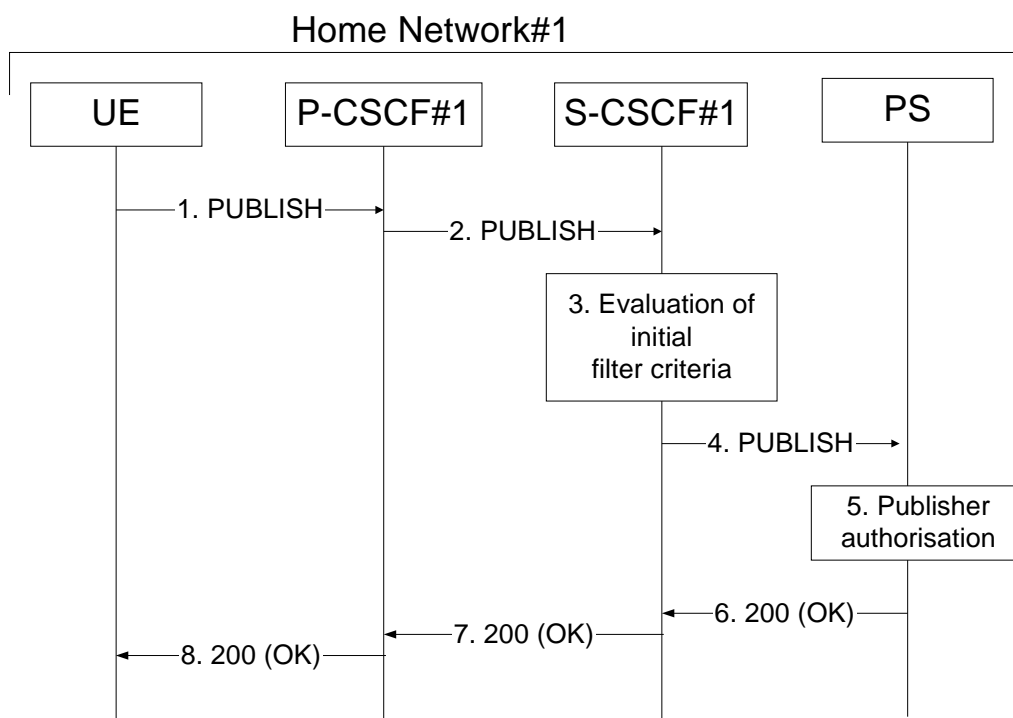 Home Network#1
UE
P-CSCF#1
S-CSCF#1
PS
1. PUBLISH
2. PUBLISH
3. Evaluation of
initial
filter criteria
4. PUBLISH
5. Publisher
authorisation
6. 200 (OK)
7. 200 (OK)
8. 200 (OK)